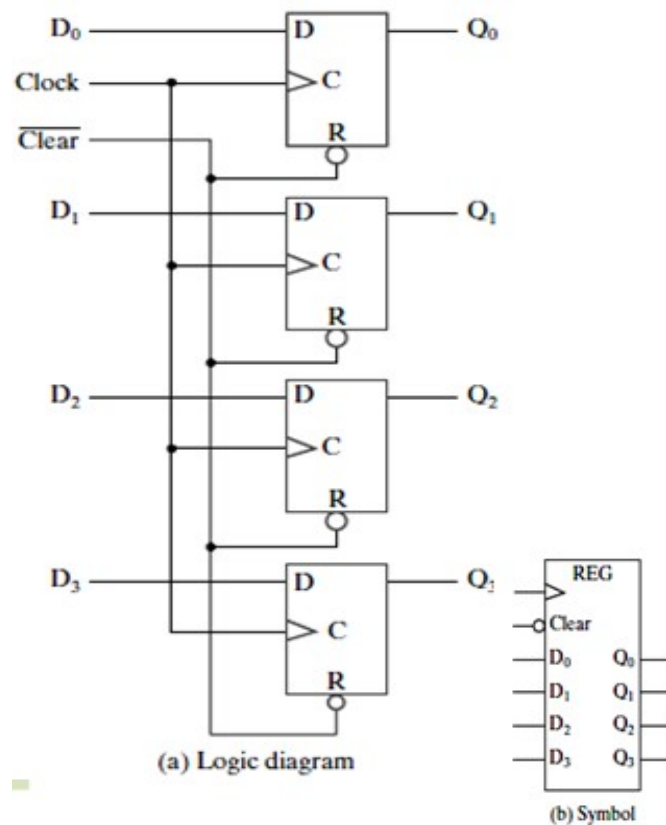 D₀ D Q₀
Clock C
Clear
R
D₁ D Q₁
C
R
D₂ D Q₂
C
R
D₃ D Q₃
C
R
(a) Logic diagram
REG
Clear
D₀ Q₀
D₁ Q₁
D₂ Q₂
D₃ Q₃
(b) Symbol